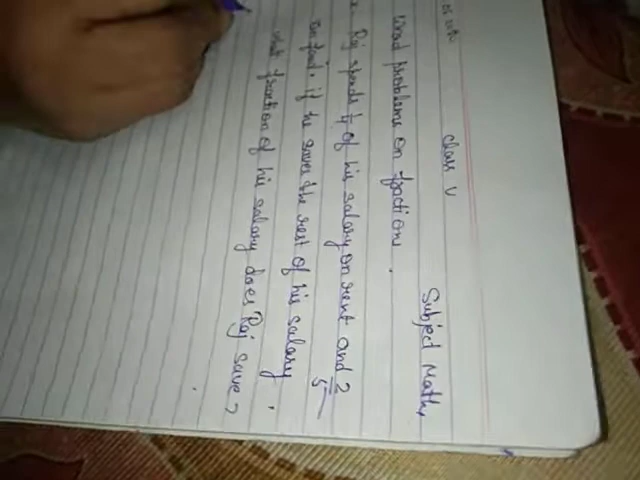 Class V
Subject Maths
Word problems on fractions.
Raj spends 1/4 of his salary on rent and 2/5
on food. if he saves the rest of his salary,
what fraction of his salary does Raj save?